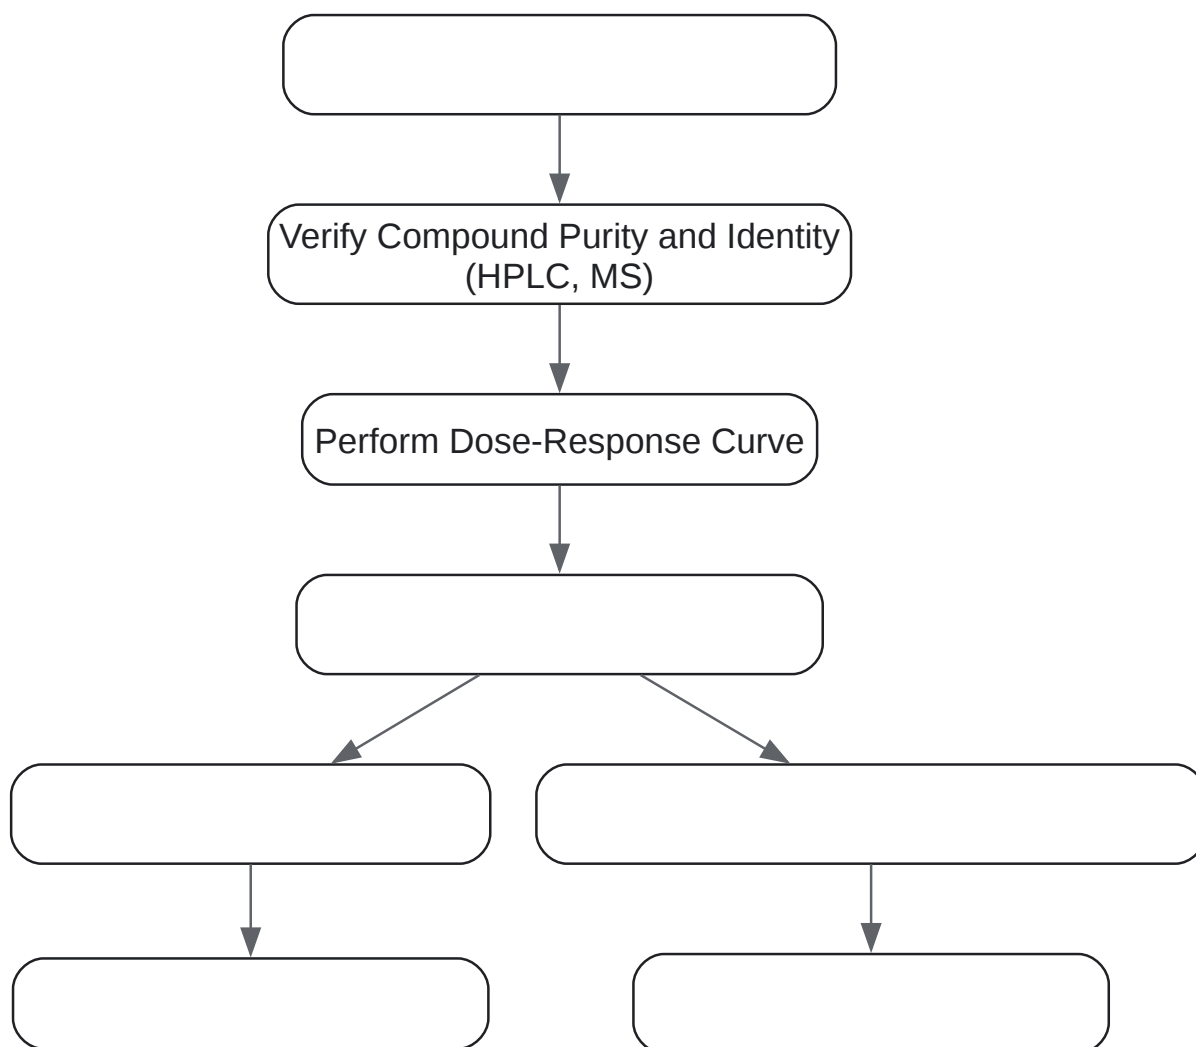 Verify Compound Purity and Identity
(HPLC, MS)
Perform Dose-Response Curve